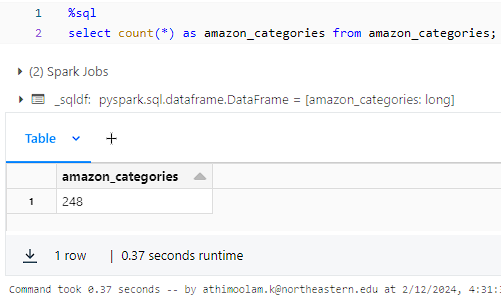 1 %sql
2 select count(*) as amazon_categories from amazon_categories;
(2) Spark Jobs
_sqldf: pyspark.sql.dataframe.DataFrame = [amazon_categories: long]
Table +
amazon_categories
1 248
1 row | 0.37 seconds runtime
Command took 0.37 seconds -- by athimoolam.k@northeastern.edu at 2/12/2024, 4:31: